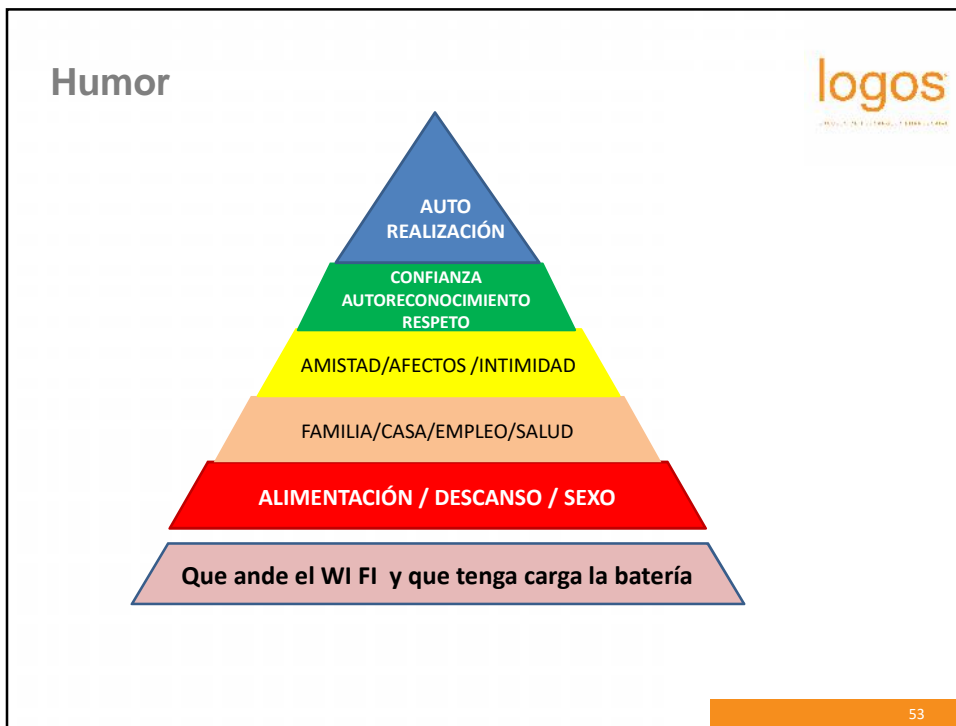 Humor
logos
AUTO
REALIZACIÓN
CONFIANZA
AUTORECONOCIMIENTO
RESPETO
AMISTAD/AFECTOS /INTIMIDAD
FAMILIA/CASA/EMPLEO/SALUD
ALIMENTACIÓN / DESCANSO / SEXO
Que ande el WI FI y que tenga carga la batería
53